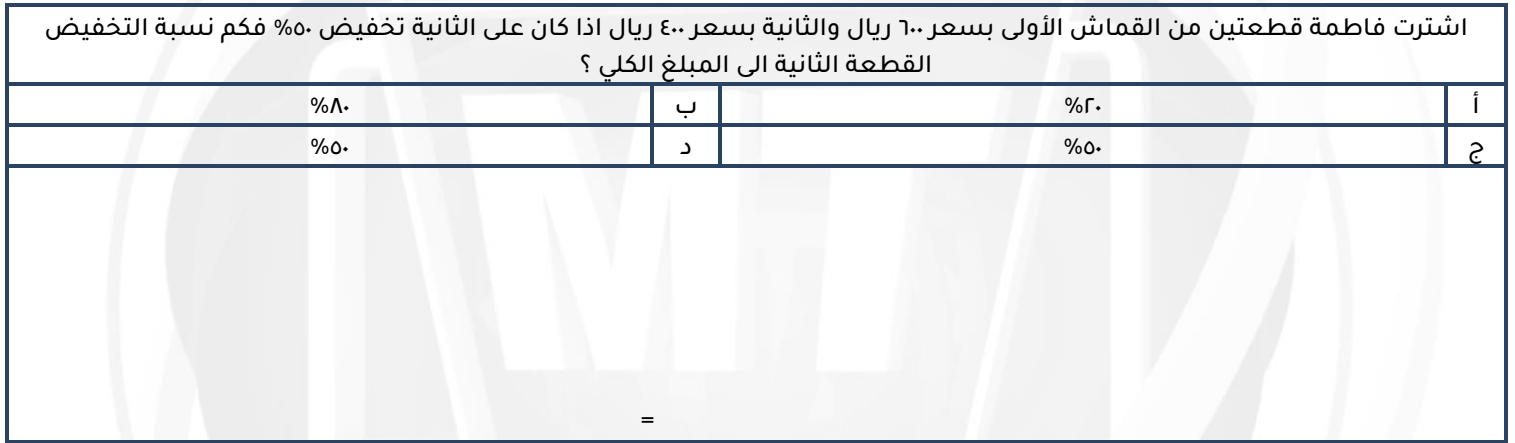 اشترت فاطمة قطعتين من القماش الأولى بسعر ٦٠٠ ريال والثانية بسعر ٤٠٠ ريال اذا كان على الثانية تخفيض ٥٠% فكم نسبة التخفيض
القطعة الثانية الى المبلغ الكلي ؟
أ %٢٠ ب %٨٠
ج %٥٠ د %٥٠
=